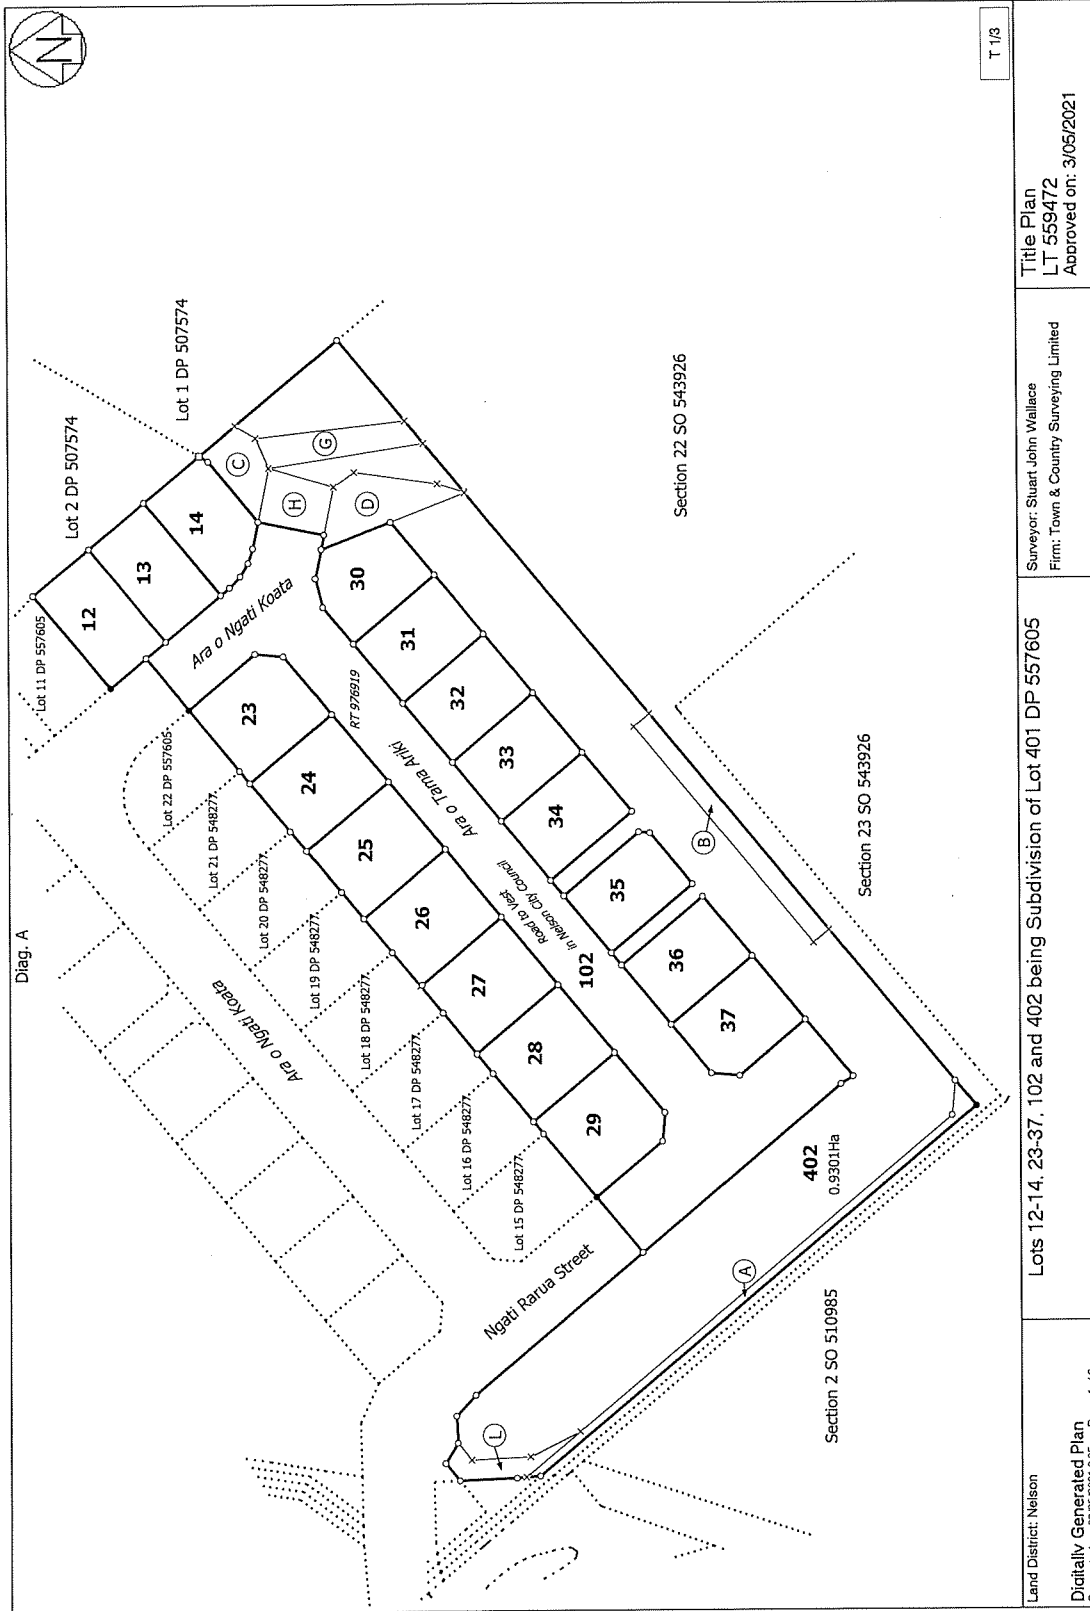 Diag. A
N
T 1/3
Lot 11 DP 557605
12
13
14
Lot 2 DP 507574
Lot 1 DP 507574
C
G
H
D
Ara o Ngati Koata
Lot 22 DP 557605
Lot 21 DP 548277
Lot 20 DP 548277
Lot 19 DP 548277
Lot 18 DP 548277
Lot 17 DP 548277
Lot 16 DP 548277
Lot 15 DP 548277
Ara o Ngati Koata
23
24
25
26
27
28
29
RT 976919
Ara o Tama Ariki
Road to Vest
in Nelson City Council
102
30
31
32
33
34
35
36
37
Section 22 SO 543926
Section 23 SO 543926
B
Ngati Rarua Street
402
0.9301Ha
A
L
Section 2 SO 510985
Land District: Nelson
Digitally Generated Plan
Lots 12-14, 23-37, 102 and 402 being Subdivision of Lot 401 DP 557605
Surveyor: Stuart John Wallace
Firm: Town & Country Surveying Limited
Title Plan
LT 559472
Approved on: 3/05/2021